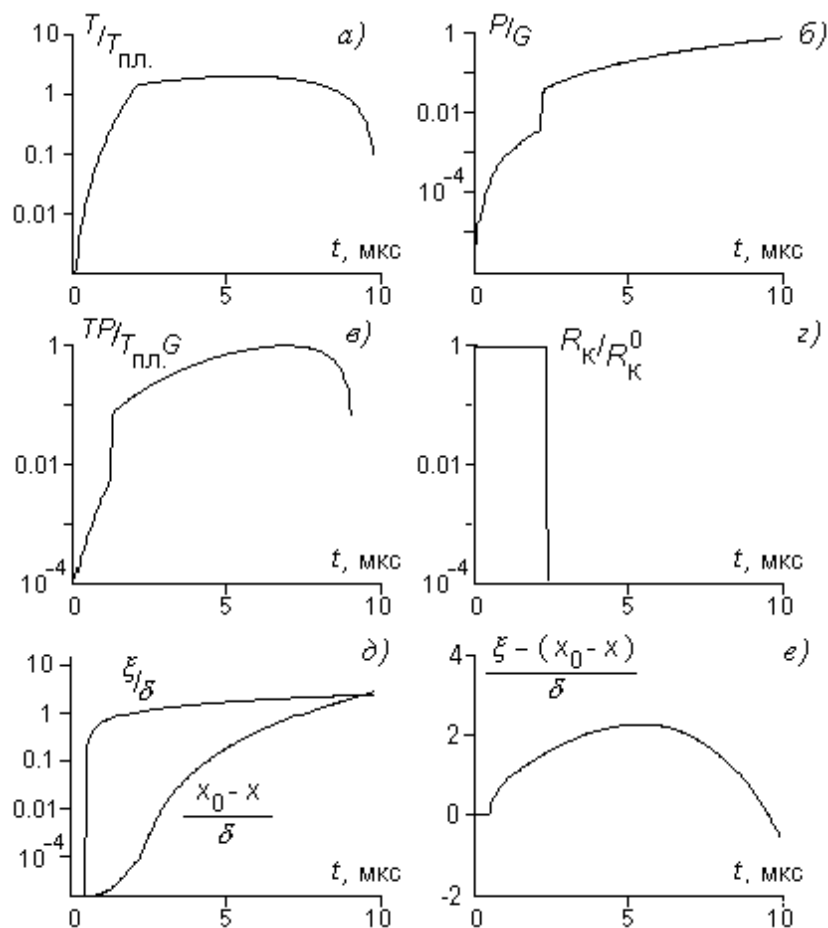 T/Tпл. а)
10
1
0.1
0.01
t, мкс
0 5 10
P/G б)
1
0.01
10⁻⁴
t, мкс
0 5 10
TP/Tпл.G в)
1
0.01
10⁻⁴
t, мкс
0 5 10
Rк/Rк⁰ г)
1
0.01
10⁻⁴
t, мкс
0 5 10
д)
10
1
0.1
0.01
10⁻⁴
ξ/δ
x₀ - x
δ
t, мкс
0 5 10
е)
4
2
0
-2
ξ - (x₀ - x)
δ
t, мкс
0 5 10